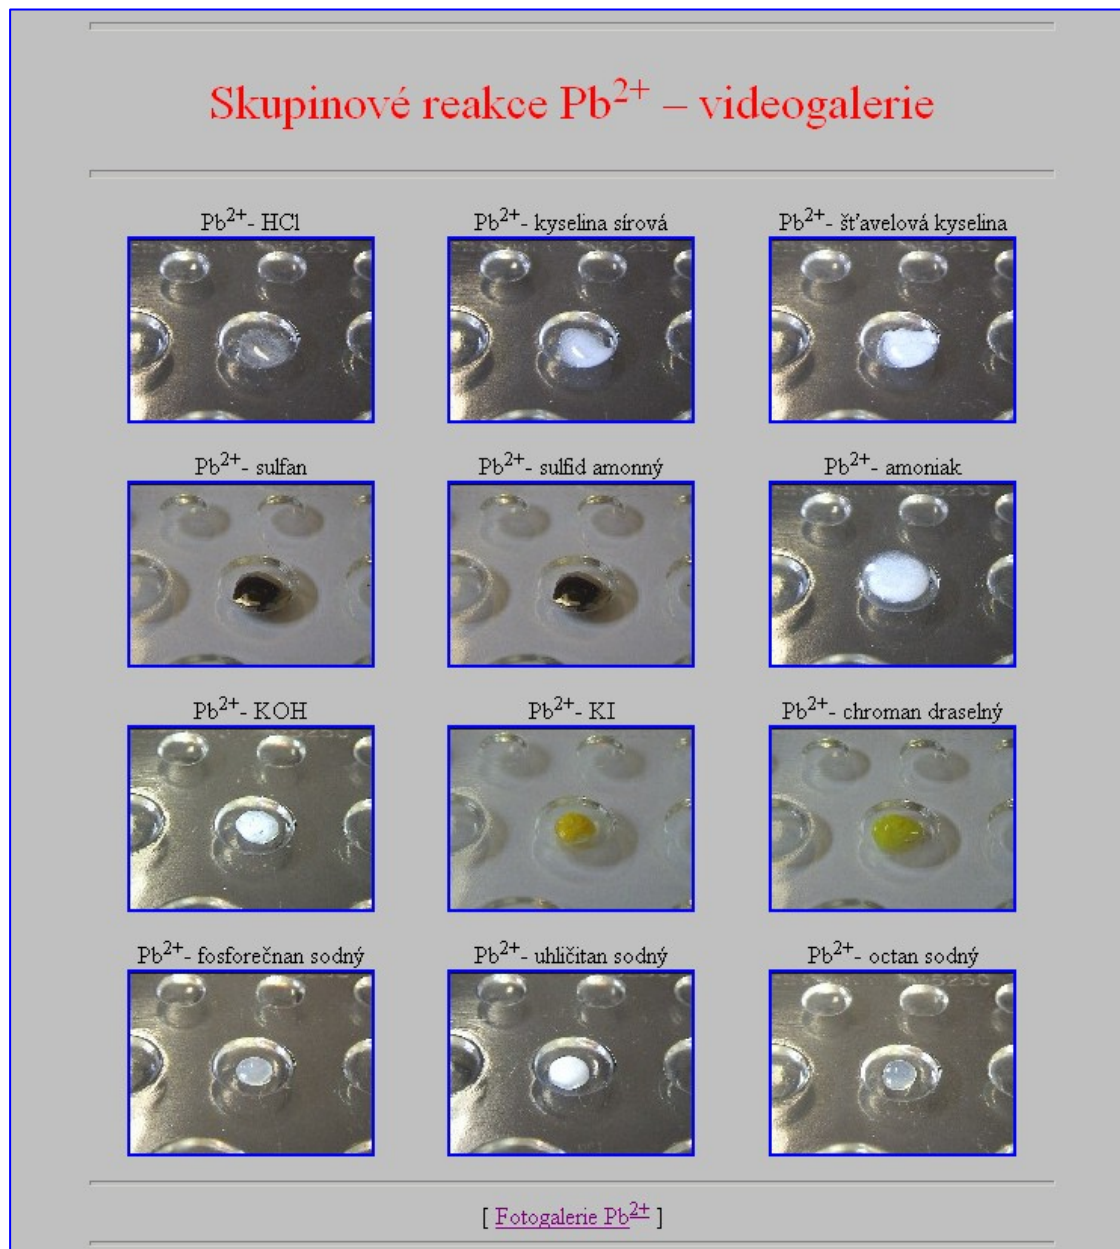 Skupinové reakce Pb2+ – videogalerie
Pb2+- HCl
Pb2+- kyselina sírová
Pb2+- šťavelová kyselina
Pb2+- sulfan
Pb2+- sulfid amonný
Pb2+- amoniak
Pb2+- KOH
Pb2+- KI
Pb2+- chroman draselný
Pb2+- fosforečnan sodný
Pb2+- uhličitan sodný
Pb2+- octan sodný
[ Fotogalerie Pb2+ ]